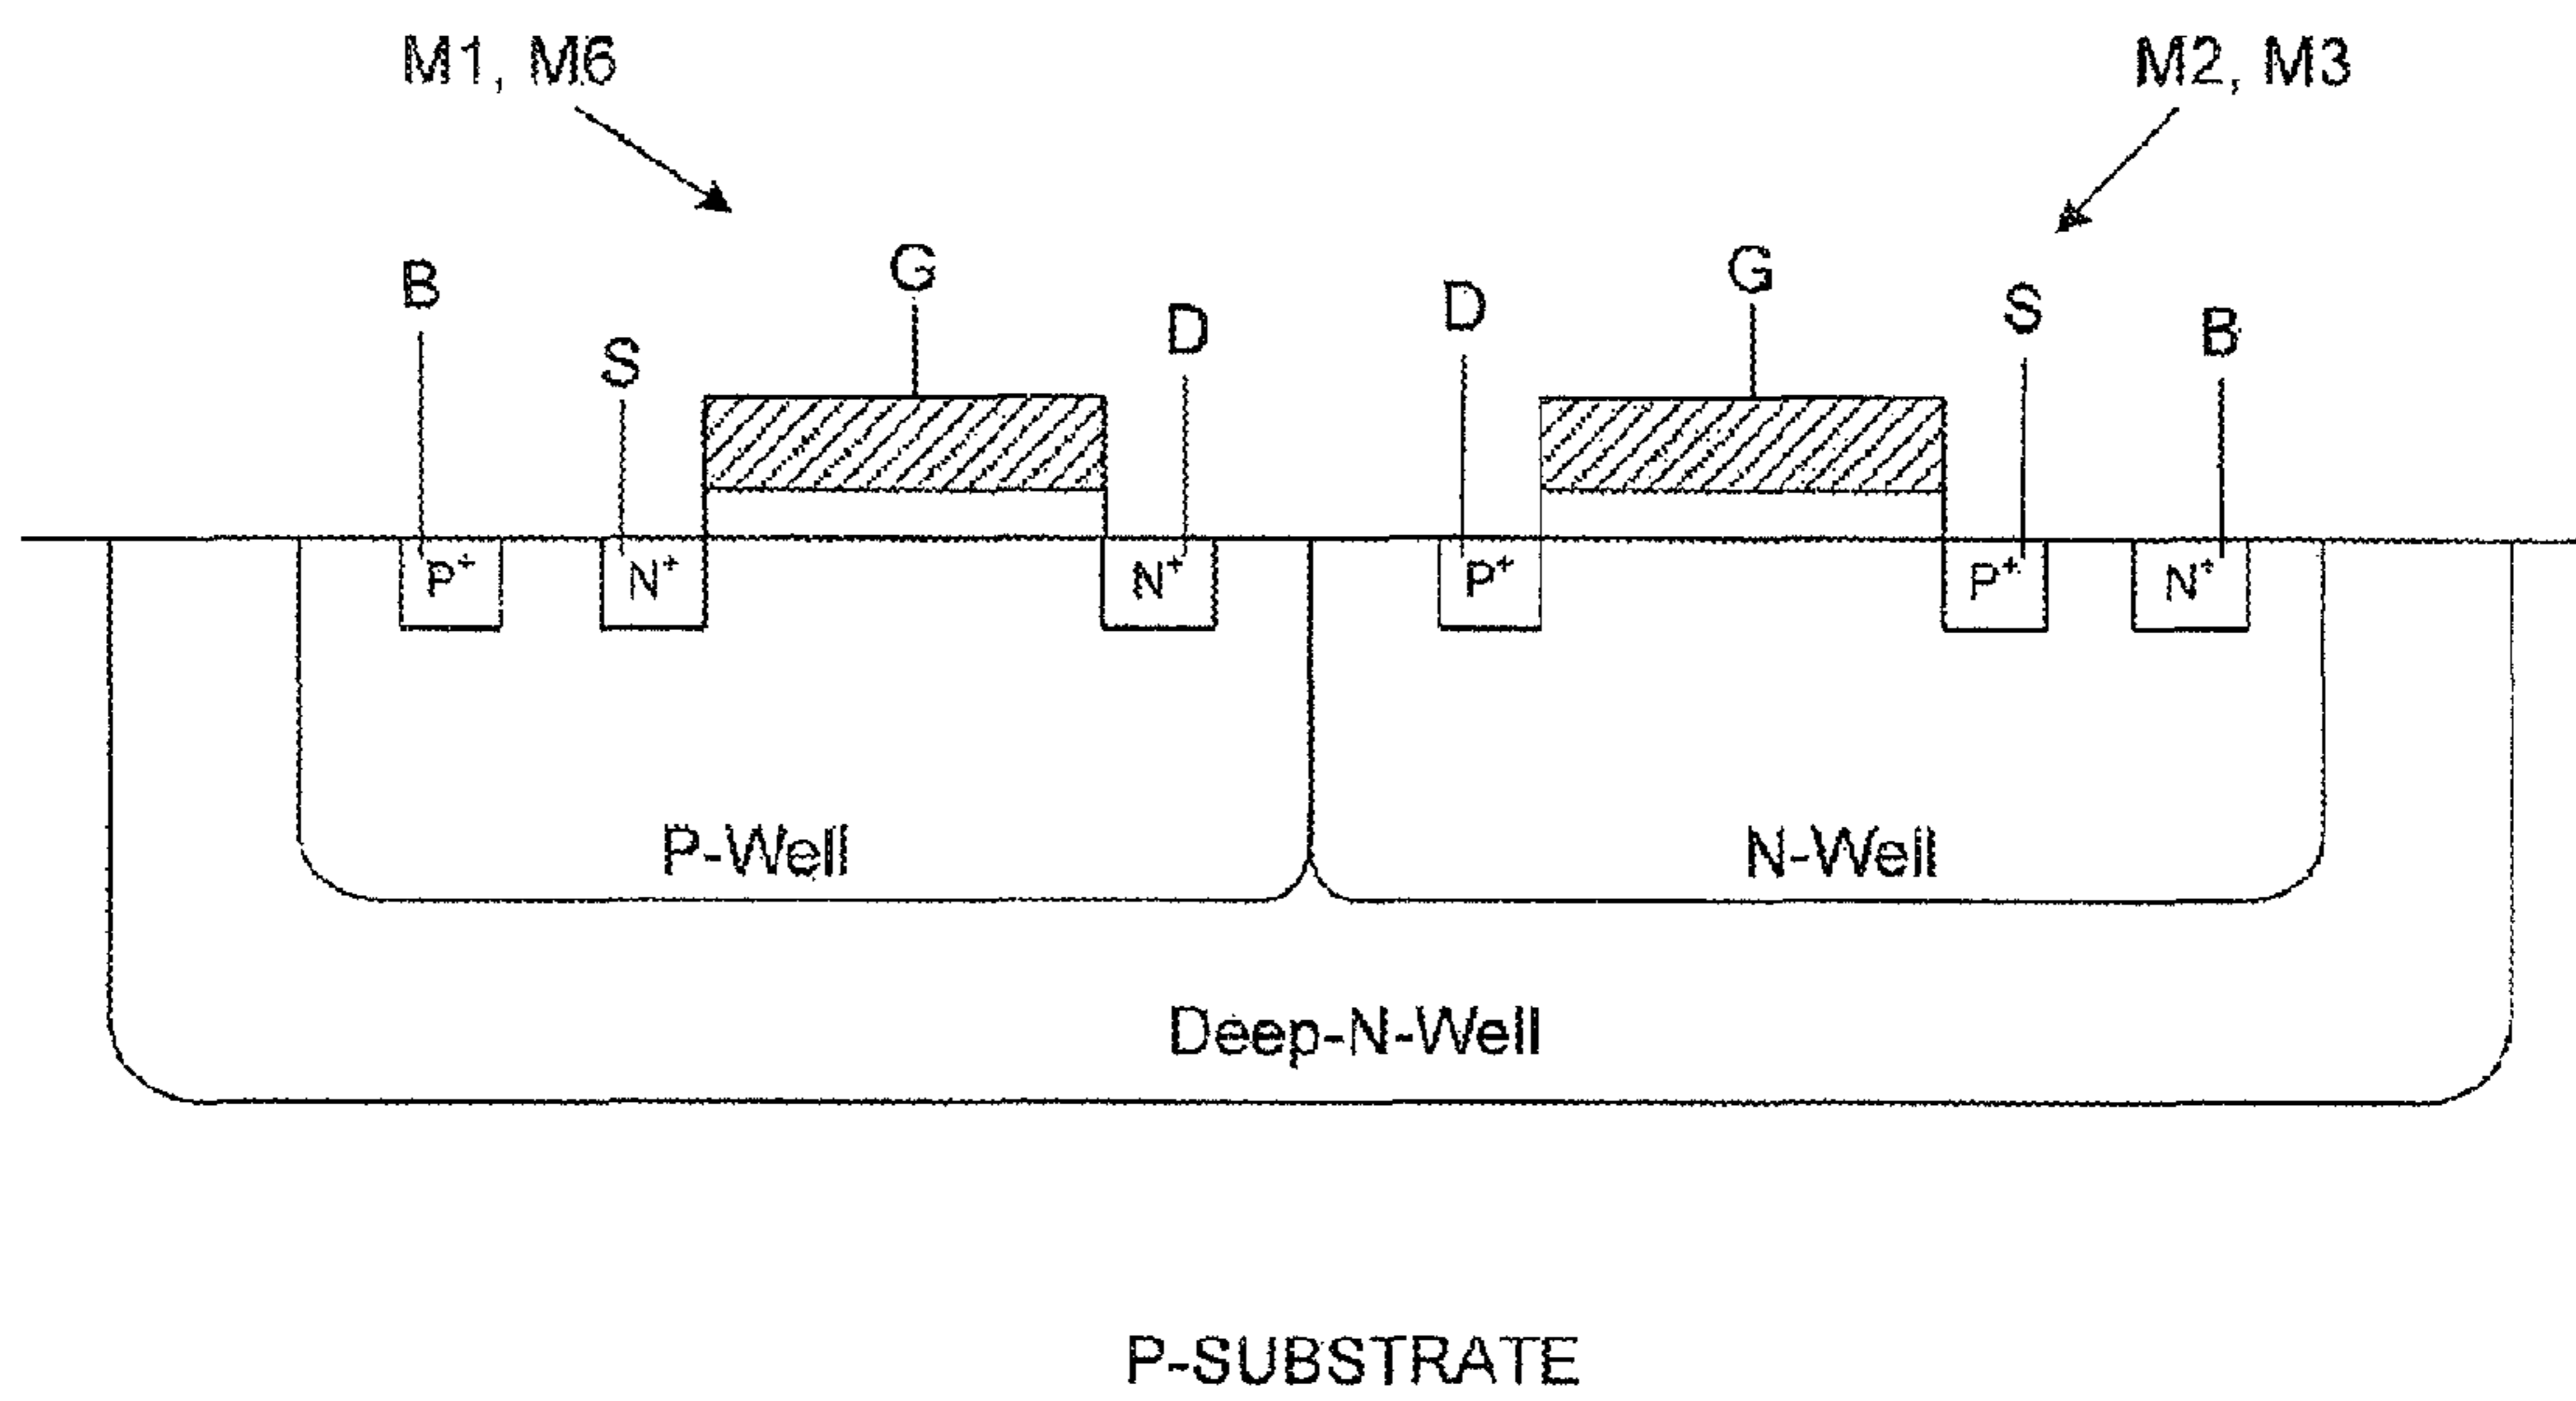 M1, M6
M2, M3
B
S
G
D
D
G
S
B
P+
N+
N+
P+
P+
N+
P-Well
N-Well
Deep-N-Well
P-SUBSTRATE